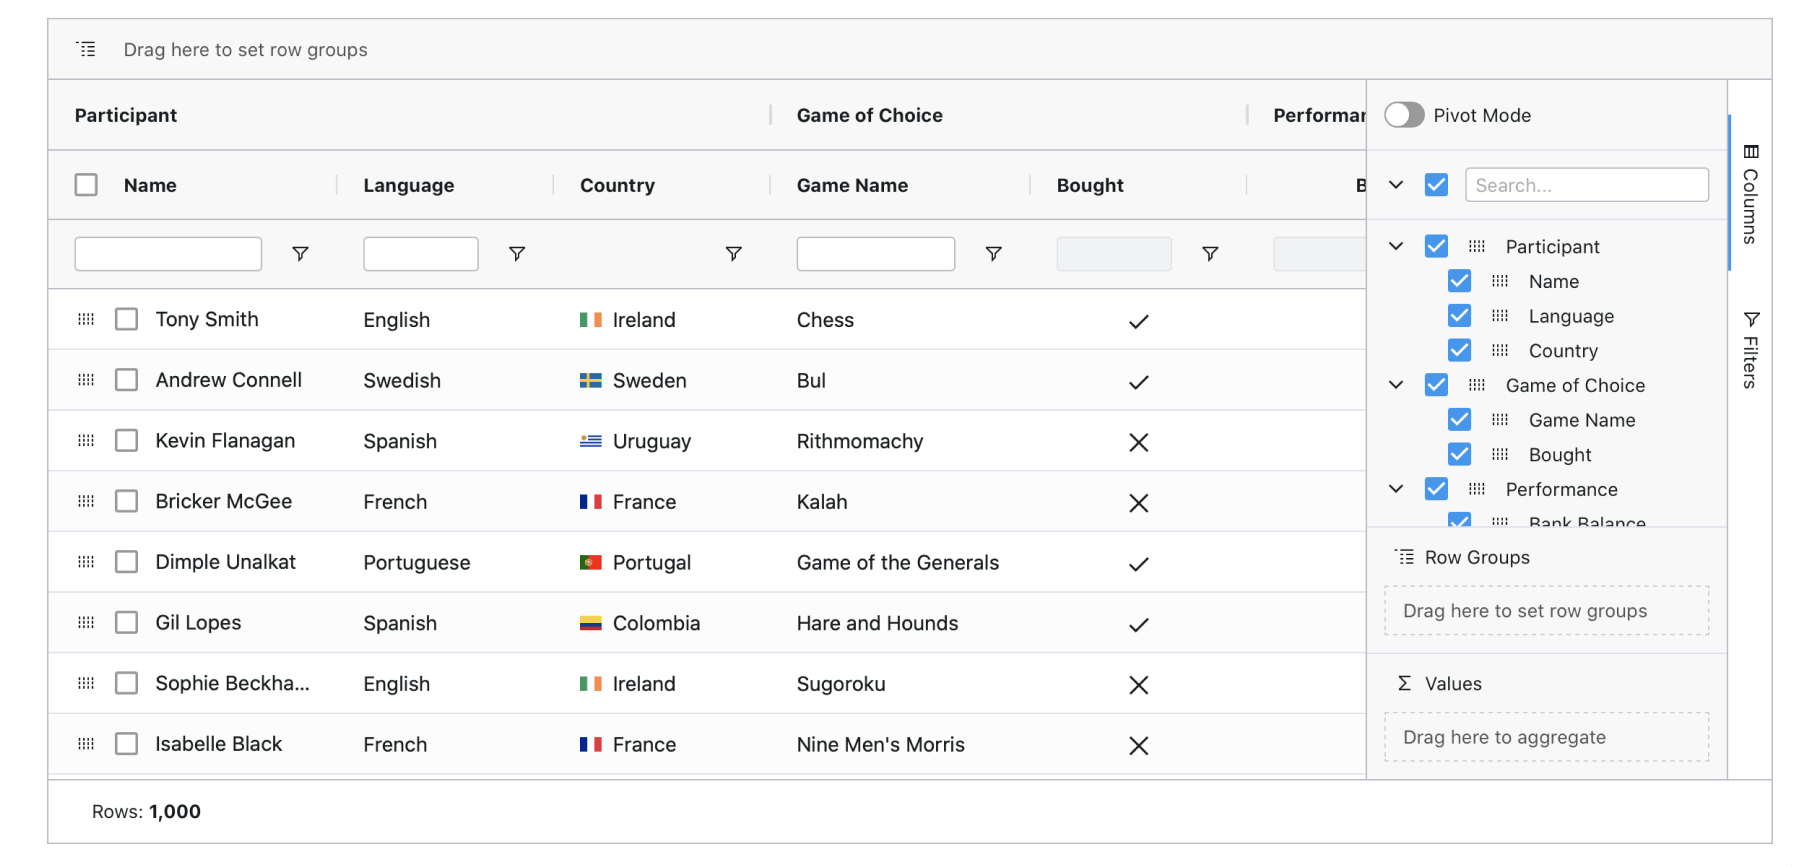 Drag here to set row groups
Participant
Game of Choice
Performan
Pivot Mode
Name
Language
Country
Game Name
Bought
B
Search...
Columns
Filters
Tony Smith English Ireland Chess
Andrew Connell Swedish Sweden Bul
Kevin Flanagan Spanish Uruguay Rithmomachy
Bricker McGee French France Kalah
Dimple Unalkat Portuguese Portugal Game of the Generals
Gil Lopes Spanish Colombia Hare and Hounds
Sophie Beckha... English Ireland Sugoroku
Isabelle Black French France Nine Men's Morris
Participant
Name
Language
Country
Game of Choice
Game Name
Bought
Performance
Bank Balance
Row Groups
Drag here to set row groups
Values
Drag here to aggregate
Rows: 1,000